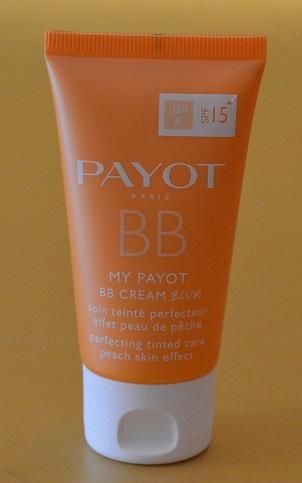 LIGHT
SPF 15
PAYOT
PARIS
BB
MY PAYOT
BB CREAM BLUR
soin teinté perfecteur
effet peau de pêche
perfecting tinted care
peach skin effect